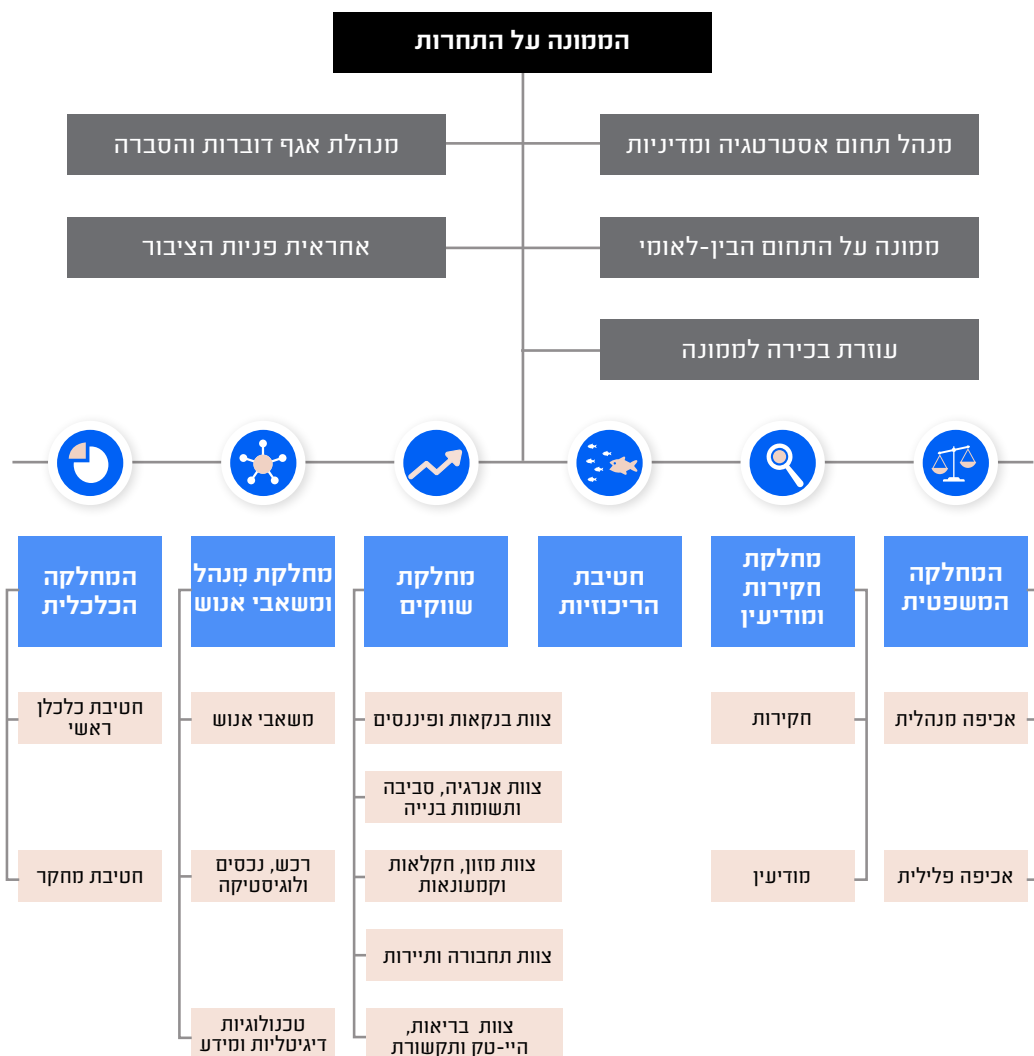 הממונה על התחרות
מנהל תחום אסטרטגיה ומדיניות
מנהלת אגף דוברות והסברה
ממונה על התחום הבין-לאומי
אחראית פניות הציבור
עוזרת בכירה לממונה
המחלקה
המשפטית
אכיפה מנהלית
אכיפה פלילית
מחלקת
חקירות
ומודיעין
חקירות
מודיעין
חטיבת
הריכוזיות
מחלקת
שווקים
צוות בנקאות ופיננסים
צוות אנרגיה, סביבה
ותשומות בנייה
צוות מזון, חקלאות
וקמעונאות
צוות תחבורה ותיירות
צוות בריאות,
היי-טק ותקשורת
מחלקת מִנהל
ומשאבי אנוש
משאבי אנוש
רכש, נכסים
ולוגיסטיקה
טכנולוגיות
דיגיטליות ומידע
המחלקה
הכלכלית
חטיבת כלכלן
ראשי
חטיבת מחקר